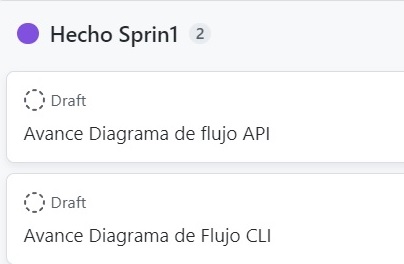 Hecho Sprin1 2
Draft
Avance Diagrama de flujo API
Draft
Avance Diagrama de Flujo CLI